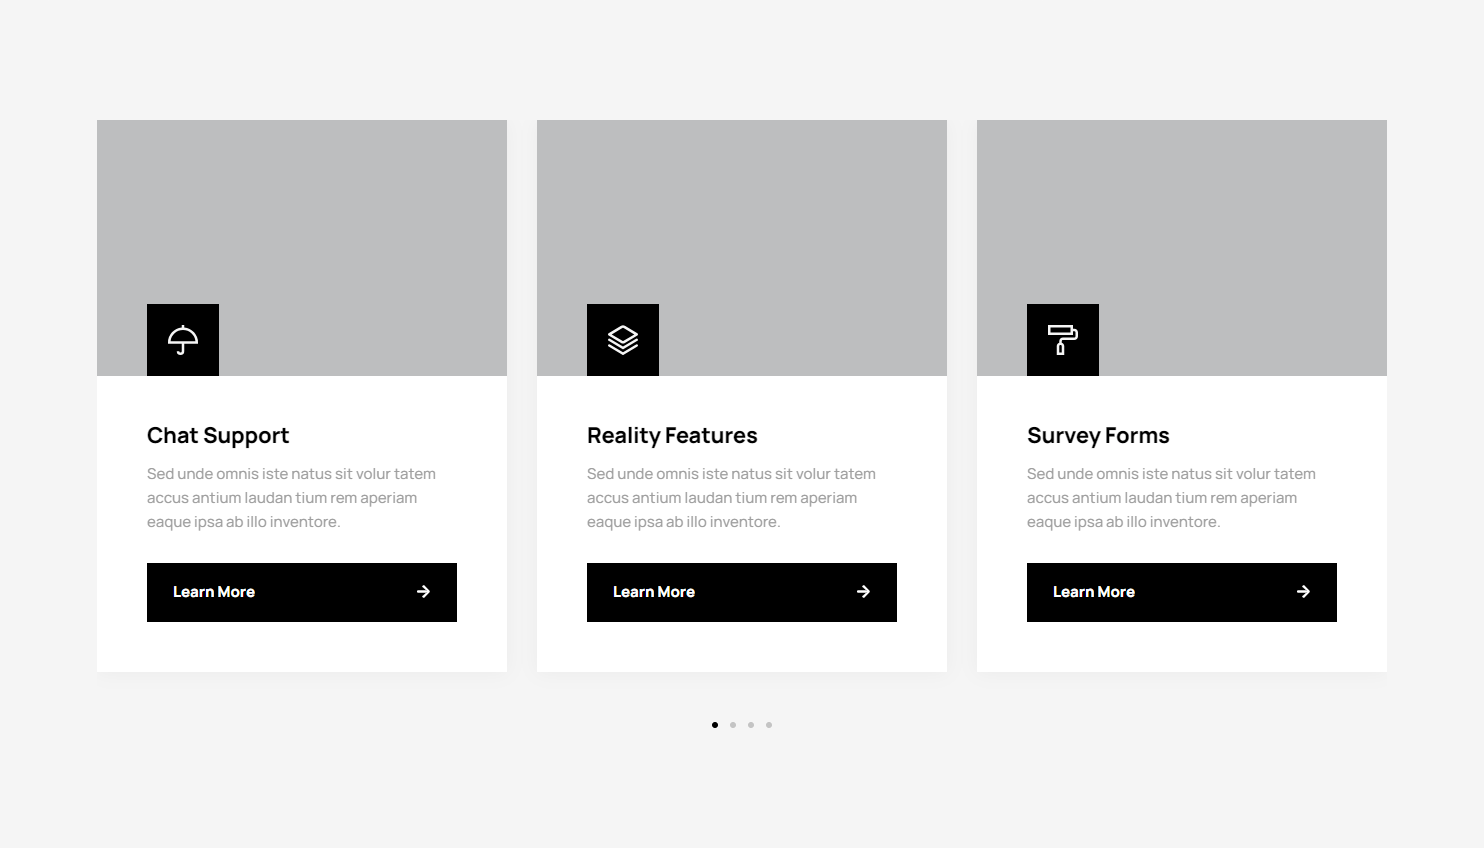 Chat Support
Sed unde omnis iste natus sit volur tatem
accus antium laudan tium rem aperiam
eaque ipsa ab illo inventore.
Learn More
Reality Features
Sed unde omnis iste natus sit volur tatem
accus antium laudan tium rem aperiam
eaque ipsa ab illo inventore.
Learn More
Survey Forms
Sed unde omnis iste natus sit volur tatem
accus antium laudan tium rem aperiam
eaque ipsa ab illo inventore.
Learn More